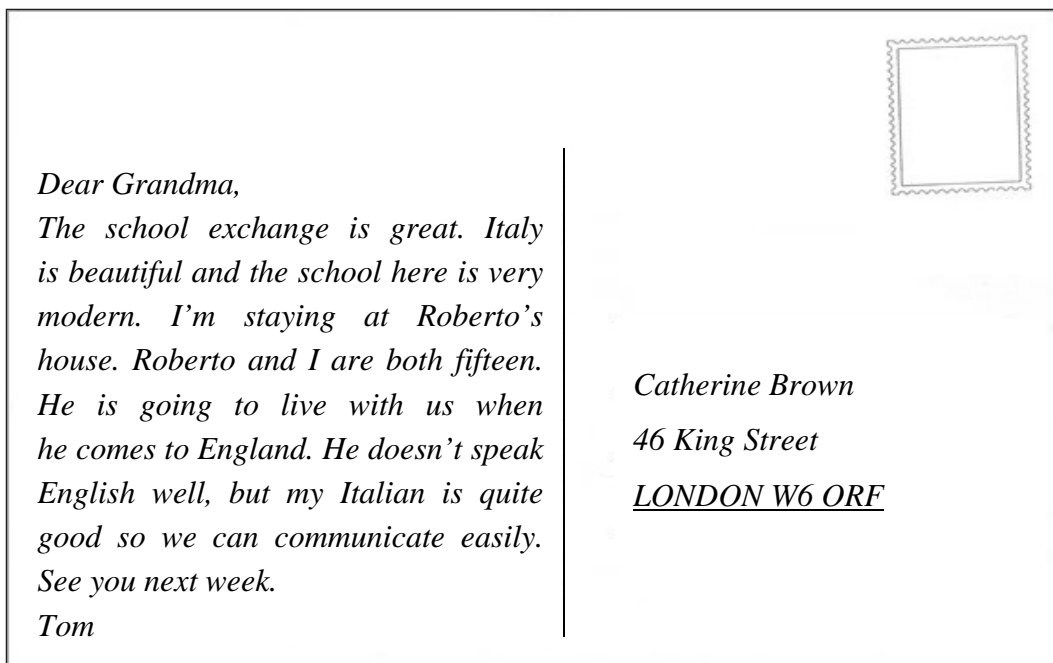 Dear Grandma,
The school exchange is great. Italy
is beautiful and the school here is very
modern. I'm staying at Roberto's
house. Roberto and I are both fifteen.
He is going to live with us when
he comes to England. He doesn't speak
English well, but my Italian is quite
good so we can communicate easily.
See you next week.
Tom
Catherine Brown
46 King Street
LONDON W6 ORF